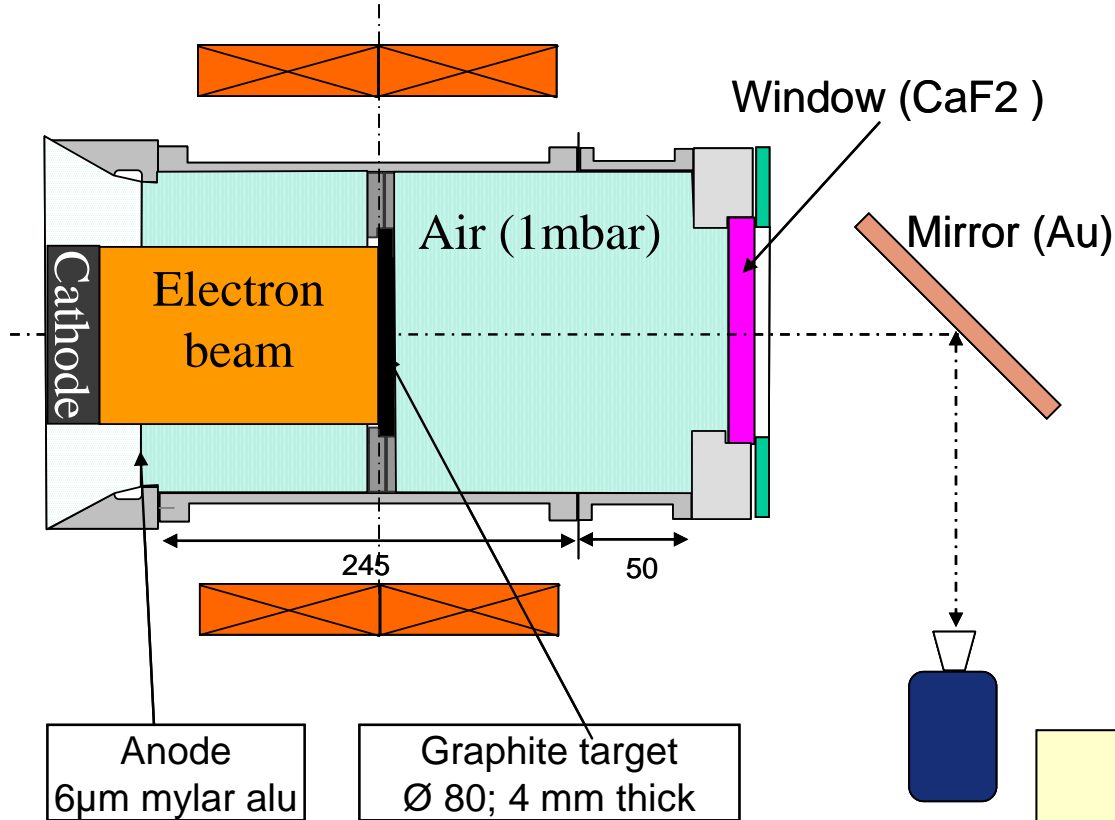 Window (CaF2 )
Air (1mbar)
Mirror (Au)
Cathode
Electron
beam
245
50
Anode
6µm mylar alu
Graphite target
Ø 80; 4 mm thick